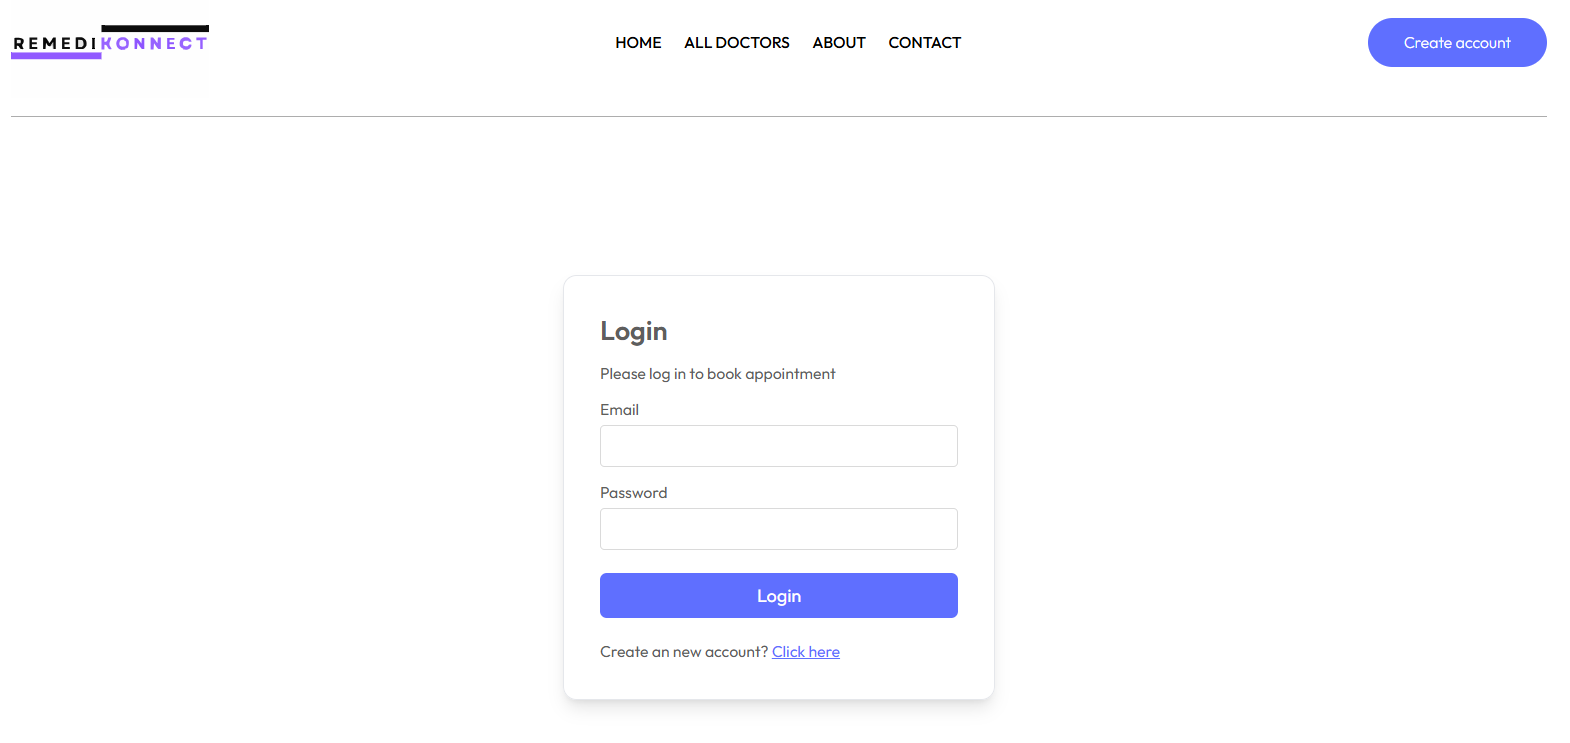 REMEDIKONNECT
HOME ALL DOCTORS ABOUT CONTACT
Create account
Login
Please log in to book appointment
Email
Password
Login
Create an new account? Click here